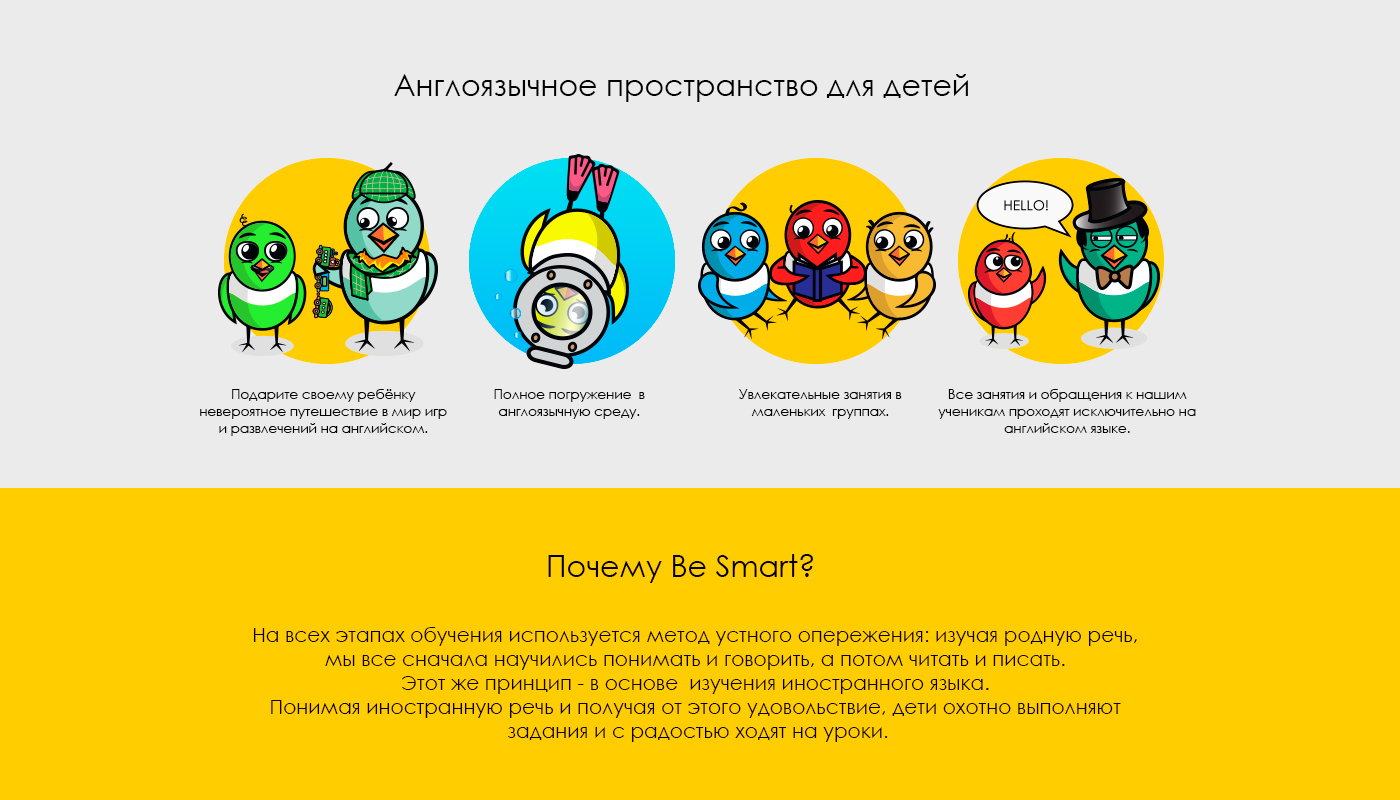 Англоязычное пространство для детей
HELLO!
Подарите своему ребёнку
невероятное путешествие в мир игр
и развлечений на английском.
Полное погружение в
англоязычную среду.
Увлекательные занятия в
маленьких группах.
Все занятия и обращения к нашим
ученикам проходят исключительно на
английском языке.
Почему Be Smart?
На всех этапах обучения используется метод устного опережения: изучая родную речь,
мы все сначала научились понимать и говорить, а потом читать и писать.
Этот же принцип - в основе изучения иностранного языка.
Понимая иностранную речь и получая от этого удовольствие, дети охотно выполняют
задания и с радостью ходят на уроки.